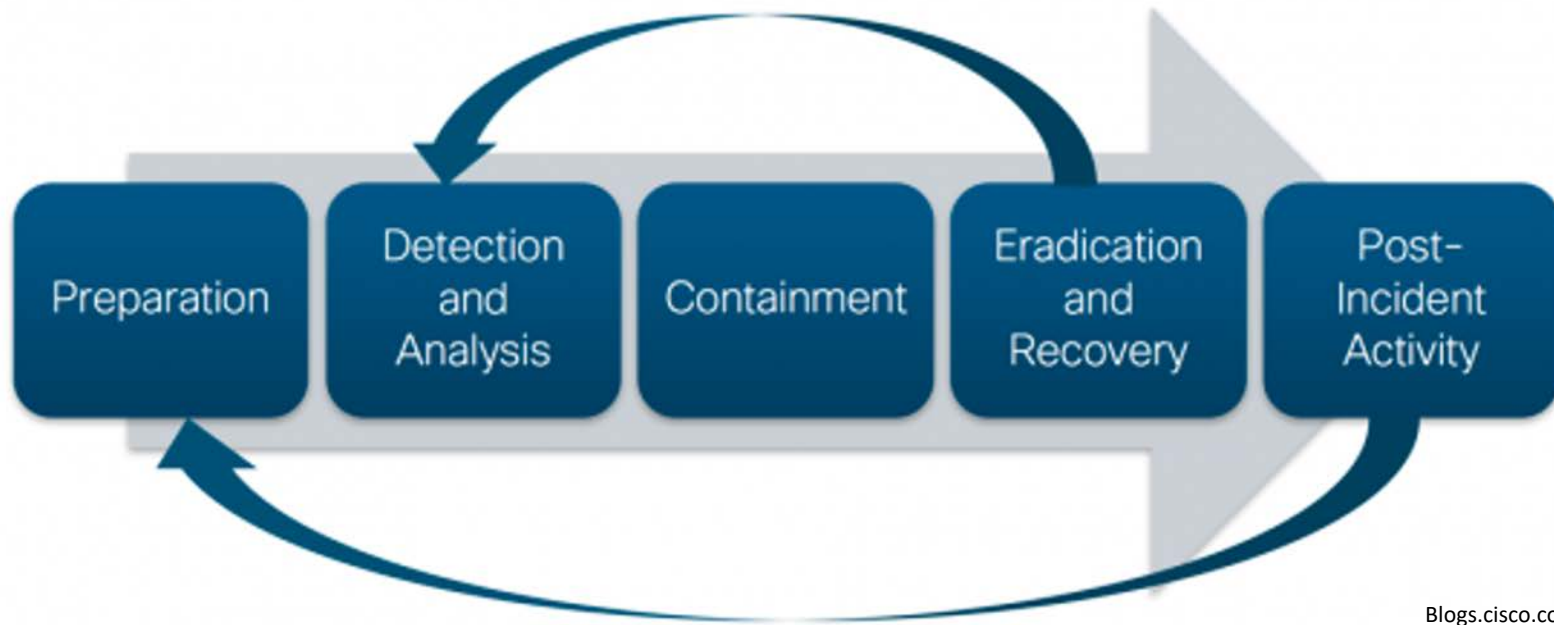 Preparation
Detection
and
Analysis
Containment
Eradication
and
Recovery
Post-
Incident
Activity
Blogs.cisco.co